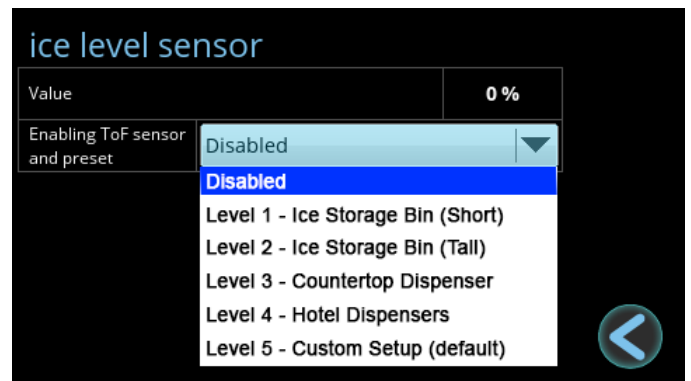 ice level sensor
Value
0 %
Enabling ToF sensor
and preset
Disabled
Disabled
Level 1 - Ice Storage Bin (Short)
Level 2 - Ice Storage Bin (Tall)
Level 3 - Countertop Dispenser
Level 4 - Hotel Dispensers
Level 5 - Custom Setup (default)